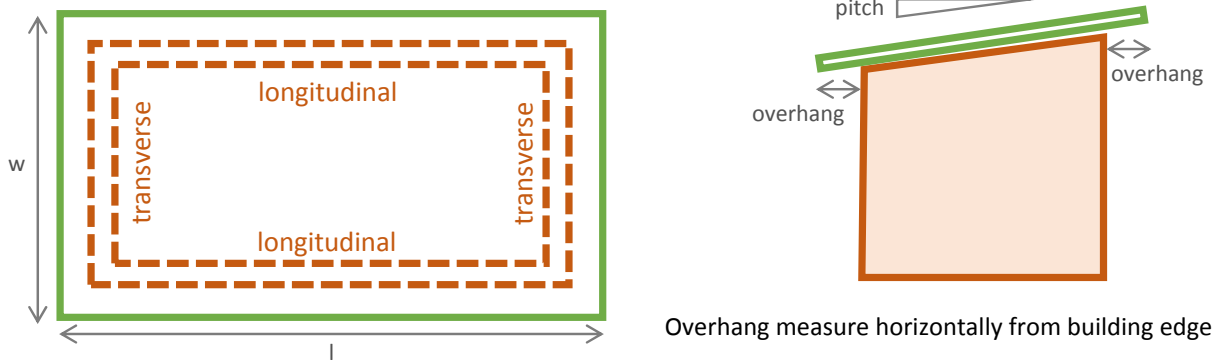 pitch
longitudinal
transverse
transverse
w
longitudinal
l
overhang
overhang
Overhang measure horizontally from building edge